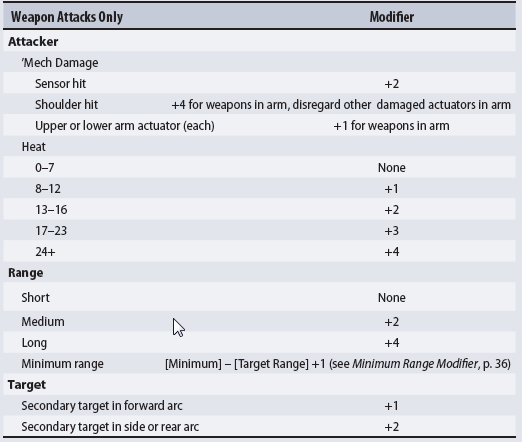 Weapon Attacks Only Modifier
Attacker
'Mech Damage
Sensor hit +2
Shoulder hit +4 for weapons in arm, disregard other damaged actuators in arm
Upper or lower arm actuator (each) +1 for weapons in arm
Heat
0–7 None
8–12 +1
13–16 +2
17–23 +3
24+ +4
Range
Short None
Medium +2
Long +4
Minimum range [Minimum] – [Target Range] +1 (see Minimum Range Modifier, p. 36)
Target
Secondary target in forward arc +1
Secondary target in side or rear arc +2